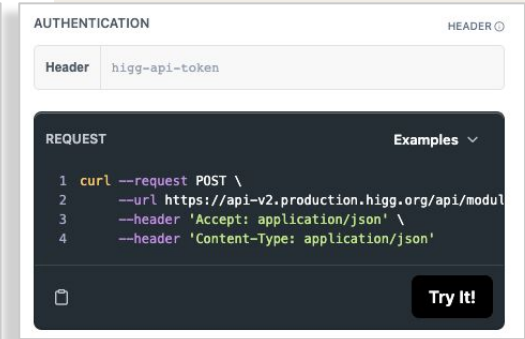 AUTHENTICATION HEADER
Header higg-api-token
REQUEST Examples
1 curl --request POST \
2 --url https://api-v2.production.higg.org/api/modul
3 --header 'Accept: application/json' \
4 --header 'Content-Type: application/json'
Try It!